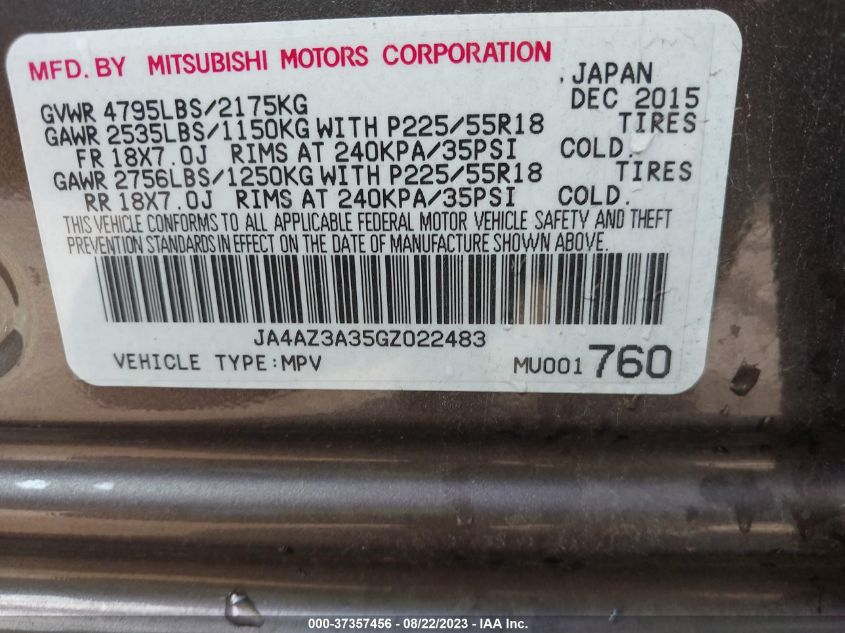 MFD. BY MITSUBISHI MOTORS CORPORATION
, JAPAN
GVWR 4795LBS/2175KG DEC 2015
GAWR 2535LBS/1150KG WITH P225/55R18 TIRES
FR 18X7.0J RIMS AT 240KPA/35PSI COLD.
GAWR 2756LBS/1250KG WITH P225/55R18 TIRES
RR 18X7.0J RIMS AT 240KPA/35PSI COLD.
THIS VEHICLE CONFORMS TO ALL APPLICABLE FEDERAL MOTOR VEHICLE SAFETY AND THEFT
PREVENTION STANDARDS IN EFFECT ON THE DATE OF MANUFACTURE SHOWN ABOVE.
JA4AZ3A35GZ022483
VEHICLE TYPE:MPV MU001760
000-37357456 - 08/22/2023 - IAA Inc.